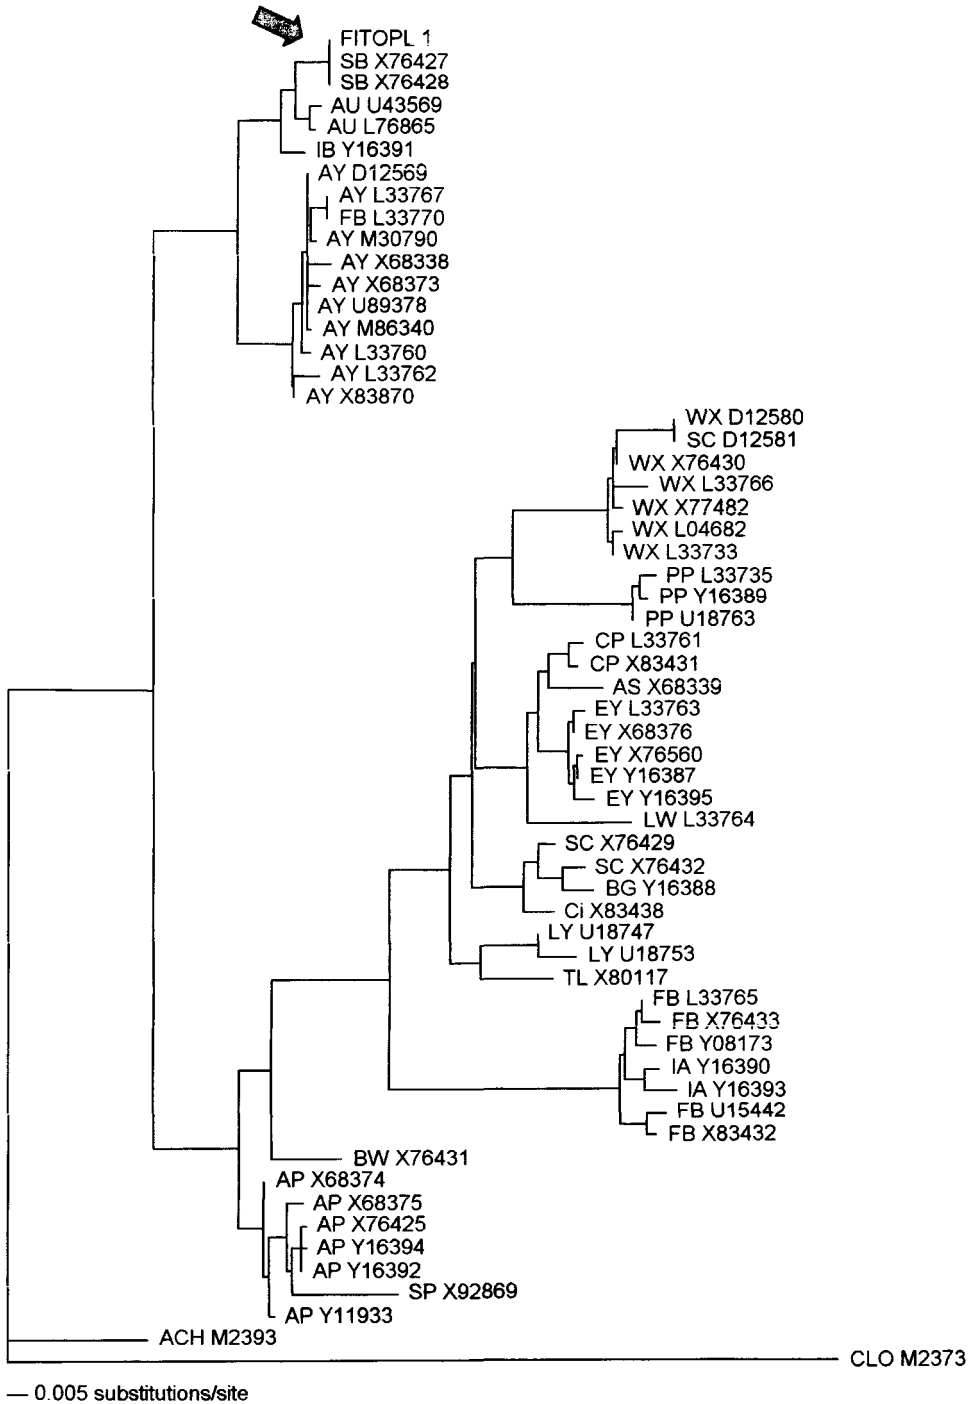 FITOPL 1
SB X76427
SB X76428
AU U43569
AU L76865
IB Y16391
AY D12569
AY L33767
FB L33770
AY M30790
AY X68338
AY X68373
AY U89378
AY M86340
AY L33760
AY L33762
AY X83870
WX D12580
SC D12581
WX X76430
WX L33766
WX X77482
WX L04682
WX L33733
PP L33735
PP Y16389
PP U18763
CP L33761
CP X83431
AS X68339
EY L33763
EY X68376
EY X76560
EY Y16387
EY Y16395
LW L33764
SC X76429
SC X76432
BG Y16388
Ci X83438
LY U18747
LY U18753
TL X80117
FB L33765
FB X76433
FB Y08173
IA Y16390
IA Y16393
FB U15442
FB X83432
BW X76431
AP X68374
AP X68375
AP X76425
AP Y16394
AP Y16392
SP X92869
AP Y11933
ACH M2393
CLO M2373
0.005 substitutions/site